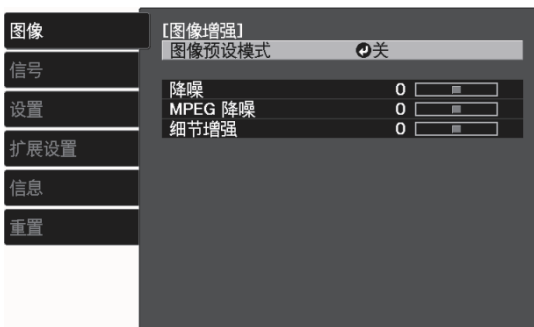 图像
信号
设置
扩展设置
信息
重置
[图像增强]
图像预设模式 关
降噪 0
MPEG 降噪 0
细节增强 0